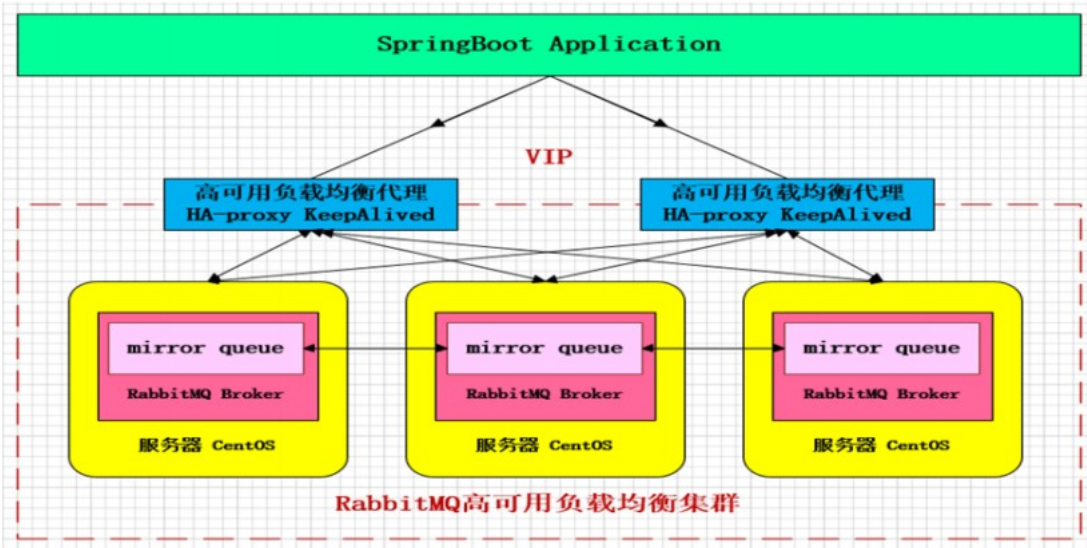 SpringBoot Application
VIP
高可用负载均衡代理
HA-proxy KeepAlived
高可用负载均衡代理
HA-proxy KeepAlived
mirror queue
RabbitMQ Broker
服务器 CentOS
mirror queue
RabbitMQ Broker
服务器 CentOS
mirror queue
RabbitMQ Broker
服务器 CentOS
RabbitMQ高可用负载均衡集群